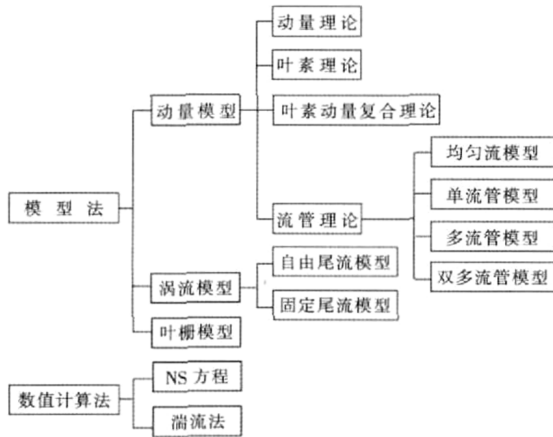 动量理论
叶素理论
动量模型
叶素动量复合理论
均匀流模型
单流管模型
模型法
流管理论
多流管模型
自由尾流模型
双多流管模型
涡流模型
固定尾流模型
叶栅模型
NS方程
数值计算法
湍流法